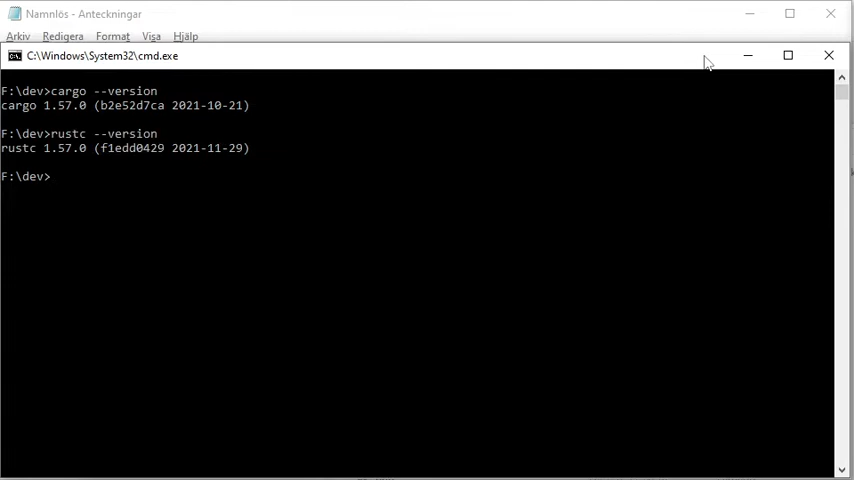 Namnlös - Anteckningar
Arkiv Redigera Format Visa Hjälp
C:\Windows\System32\cmd.exe
F:\dev>cargo --version
cargo 1.57.0 (b2e52d7ca 2021-10-21)
F:\dev>rustc --version
rustc 1.57.0 (f1edd0429 2021-11-29)
F:\dev>